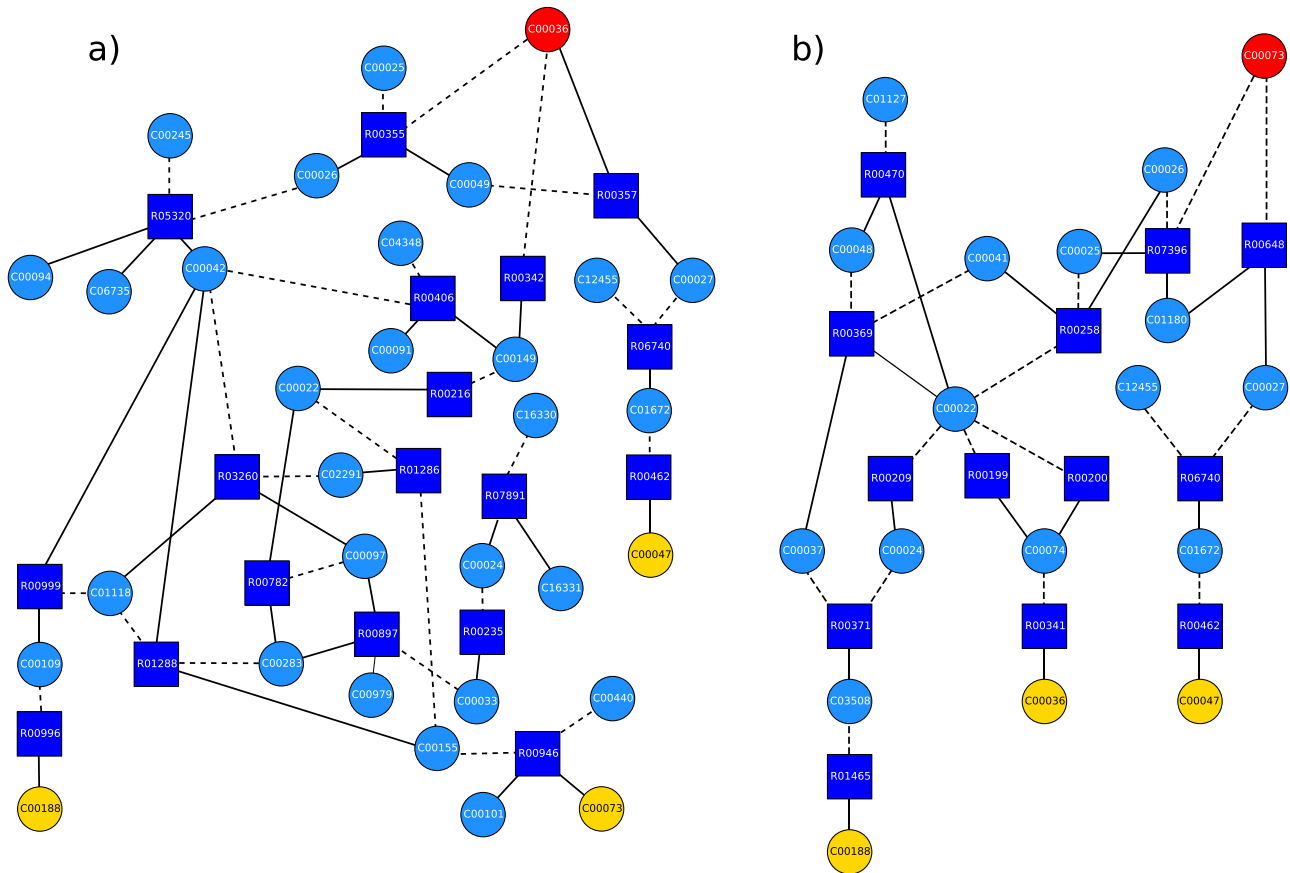 a)
C00036
C00025
R00355
C00245
C00026
C00049
R00357
R05320
C04348
C00094
C06735
C00042
R00342
C12455
C00027
R00406
C00091
C00149
R06740
C00022
R00216
C16330
C01672
R03260
C02291
R01286
R07891
R00462
C00097
C00024
C00047
R00999
C01118
R00782
C16331
R00897
R00235
C00109
R01288
C00283
C00979
C00033
C00440
R00996
C00155
R00946
C00188
C00101
C00073
b)
C00073
C01127
R00470
C00026
C00048
C00041
C00025
R07396
R00648
R00369
R00258
C01180
C00022
C12455
C00027
R00209
R00199
R00200
R06740
C00037
C00024
C00074
C01672
R00371
R00341
R00462
C03508
C00036
C00047
R01465
C00188